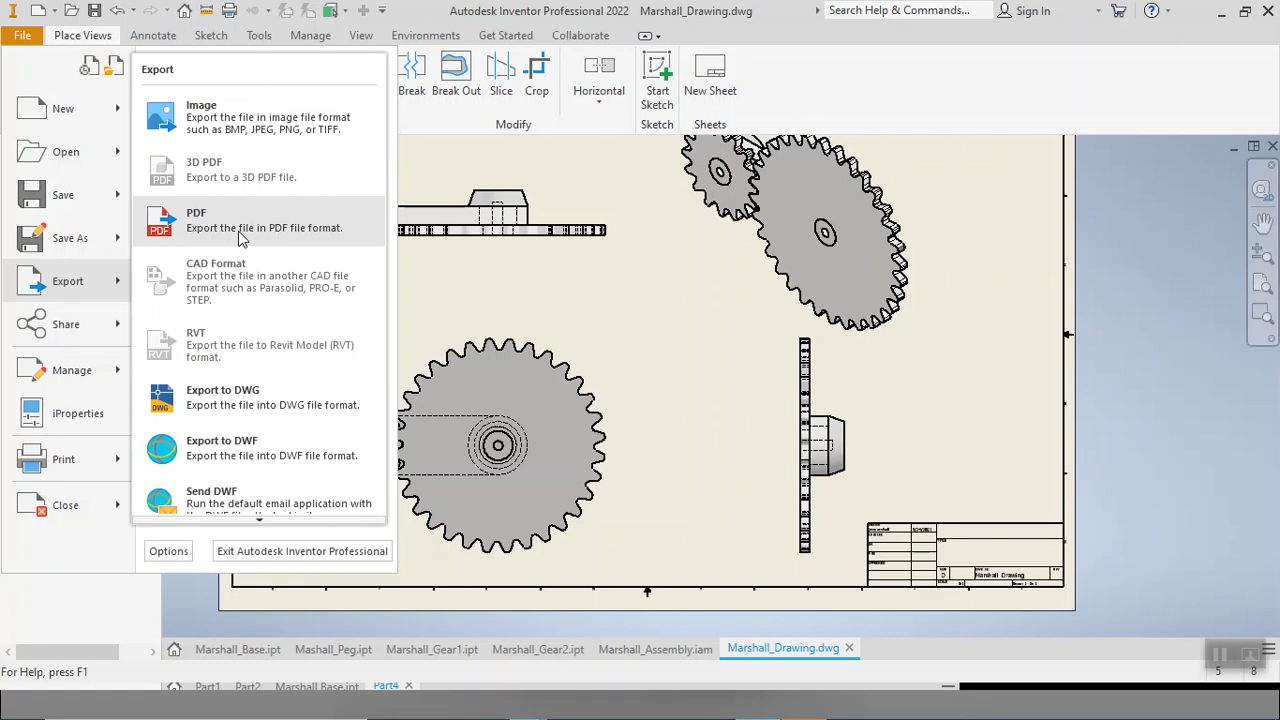 Autodesk Inventor Professional 2022 Marshall_Drawing.dwg
Search Help & Commands...
Sign In
File
Place Views
Annotate
Sketch
Tools
Manage
View
Environments
Get Started
Collaborate
Break
Break Out
Slice
Crop
Horizontal
Start
Sketch
New Sheet
Modify
Sketch
Sheets
New
Open
Save
Save As
Export
Share
Manage
iProperties
Print
Close
Export
Image
Export the file in image file format
such as BMP, JPEG, PNG, or TIFF.
3D PDF
Export to a 3D PDF file.
PDF
Export the file in PDF file format.
CAD Format
Export the file in another CAD file
format such as Parasolid, PRO-E, or
STEP.
RVT
Export the file to Revit Model (RVT)
format.
Export to DWG
Export the file into DWG file format.
Export to DWF
Export the file into DWF file format.
Send DWF
Run the default email application with
Options
Exit Autodesk Inventor Professional
Marshall Drawing
Marshall_Base.ipt
Mashall_Peg.ipt
Marshall_Gear1.ipt
Marshall_Gear2.ipt
Marshall_Assembly.iam
Marshall_Drawing.dwg
For Help, press F1
5 8
Part1
Part2
Marshall Base.ipt
Part4